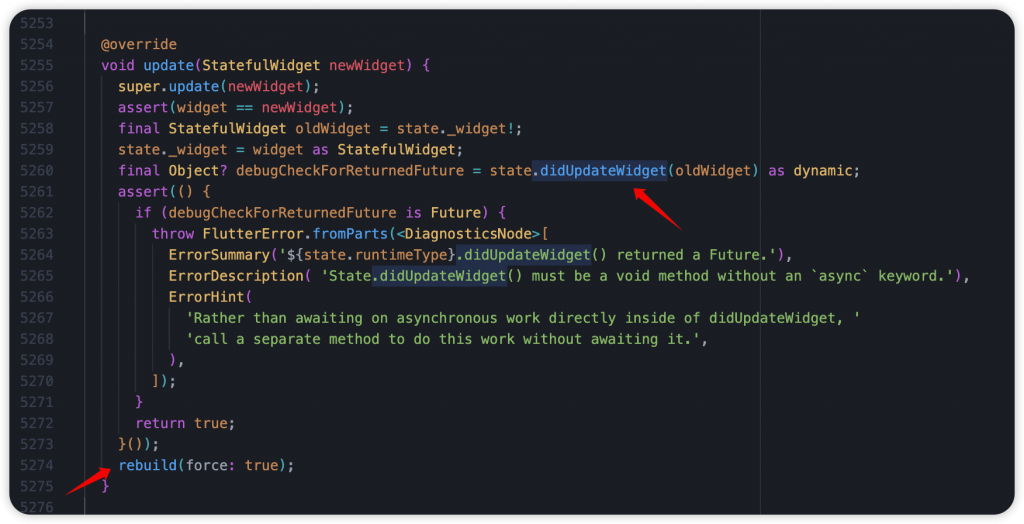 5253
5254 @override
5255 void update(StatefulWidget newWidget) {
5256 super.update(newWidget);
5257 assert(widget == newWidget);
5258 final StatefulWidget oldWidget = state._widget!;
5259 state._widget = widget as StatefulWidget;
5260 final Object? debugCheckForReturnedFuture = state.didUpdateWidget(oldWidget) as dynamic;
5261 assert(() {
5262 if (debugCheckForReturnedFuture is Future) {
5263 throw FlutterError.fromParts(<DiagnosticsNode>[
5264 ErrorSummary('${state.runtimeType}.didUpdateWidget() returned a Future.'),
5265 ErrorDescription( 'State.didUpdateWidget() must be a void method without an `async` keyword.'),
5266 ErrorHint(
5267 'Rather than awaiting on asynchronous work directly inside of didUpdateWidget, '
5268 'call a separate method to do this work without awaiting it.',
5269 ),
5270 ]);
5271 }
5272 return true;
5273 }());
5274 rebuild(force: true);
5275 }
5276